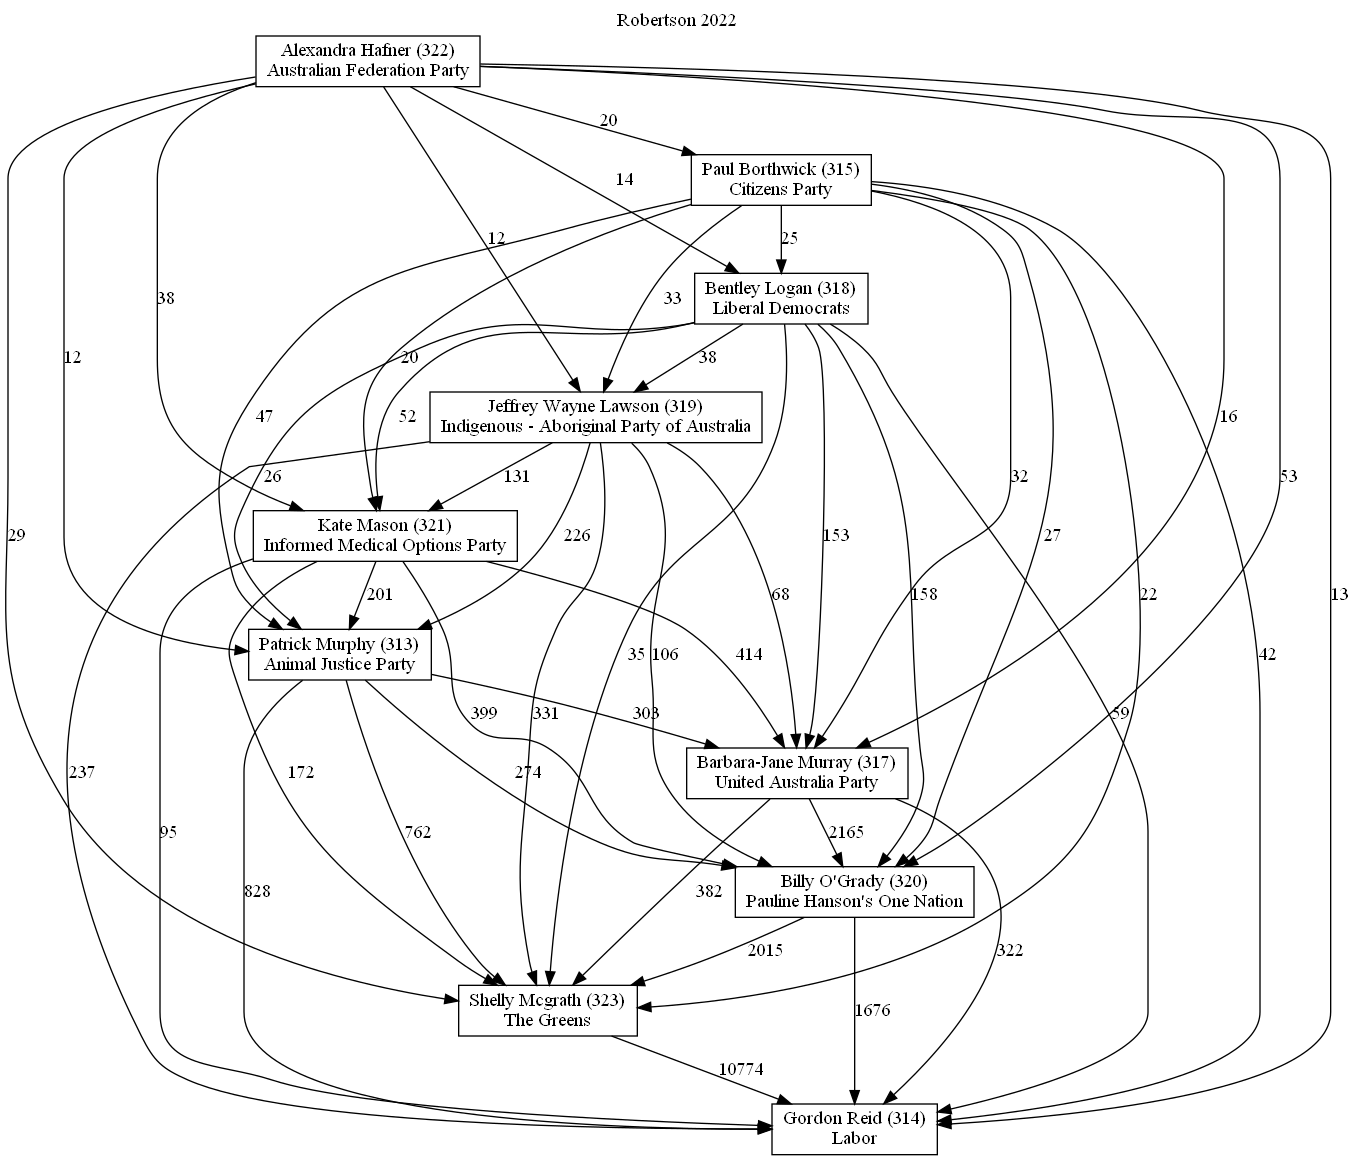 Robertson 2022
Alexandra Hafner (322)
Australian Federation Party
20
Paul Borthwick (315)
Citizens Party
14
12
25
Bentley Logan (318)
Liberal Democrats
38
33
12
20
38
47
52
16
Jeffrey Wayne Lawson (319)
Indigenous - Aboriginal Party of Australia
26
131
32
53
Kate Mason (321)
Informed Medical Options Party
29
226
153
27
201
68
158
22
13
Patrick Murphy (313)
Animal Justice Party
35
106
414
42
399
331
303
59
237
172
274
Barbara-Jane Murray (317)
United Australia Party
95
762
2165
828
382
Billy O'Grady (320)
Pauline Hanson's One Nation
2015
322
Shelly Mcgrath (323)
The Greens
1676
10774
Gordon Reid (314)
Labor